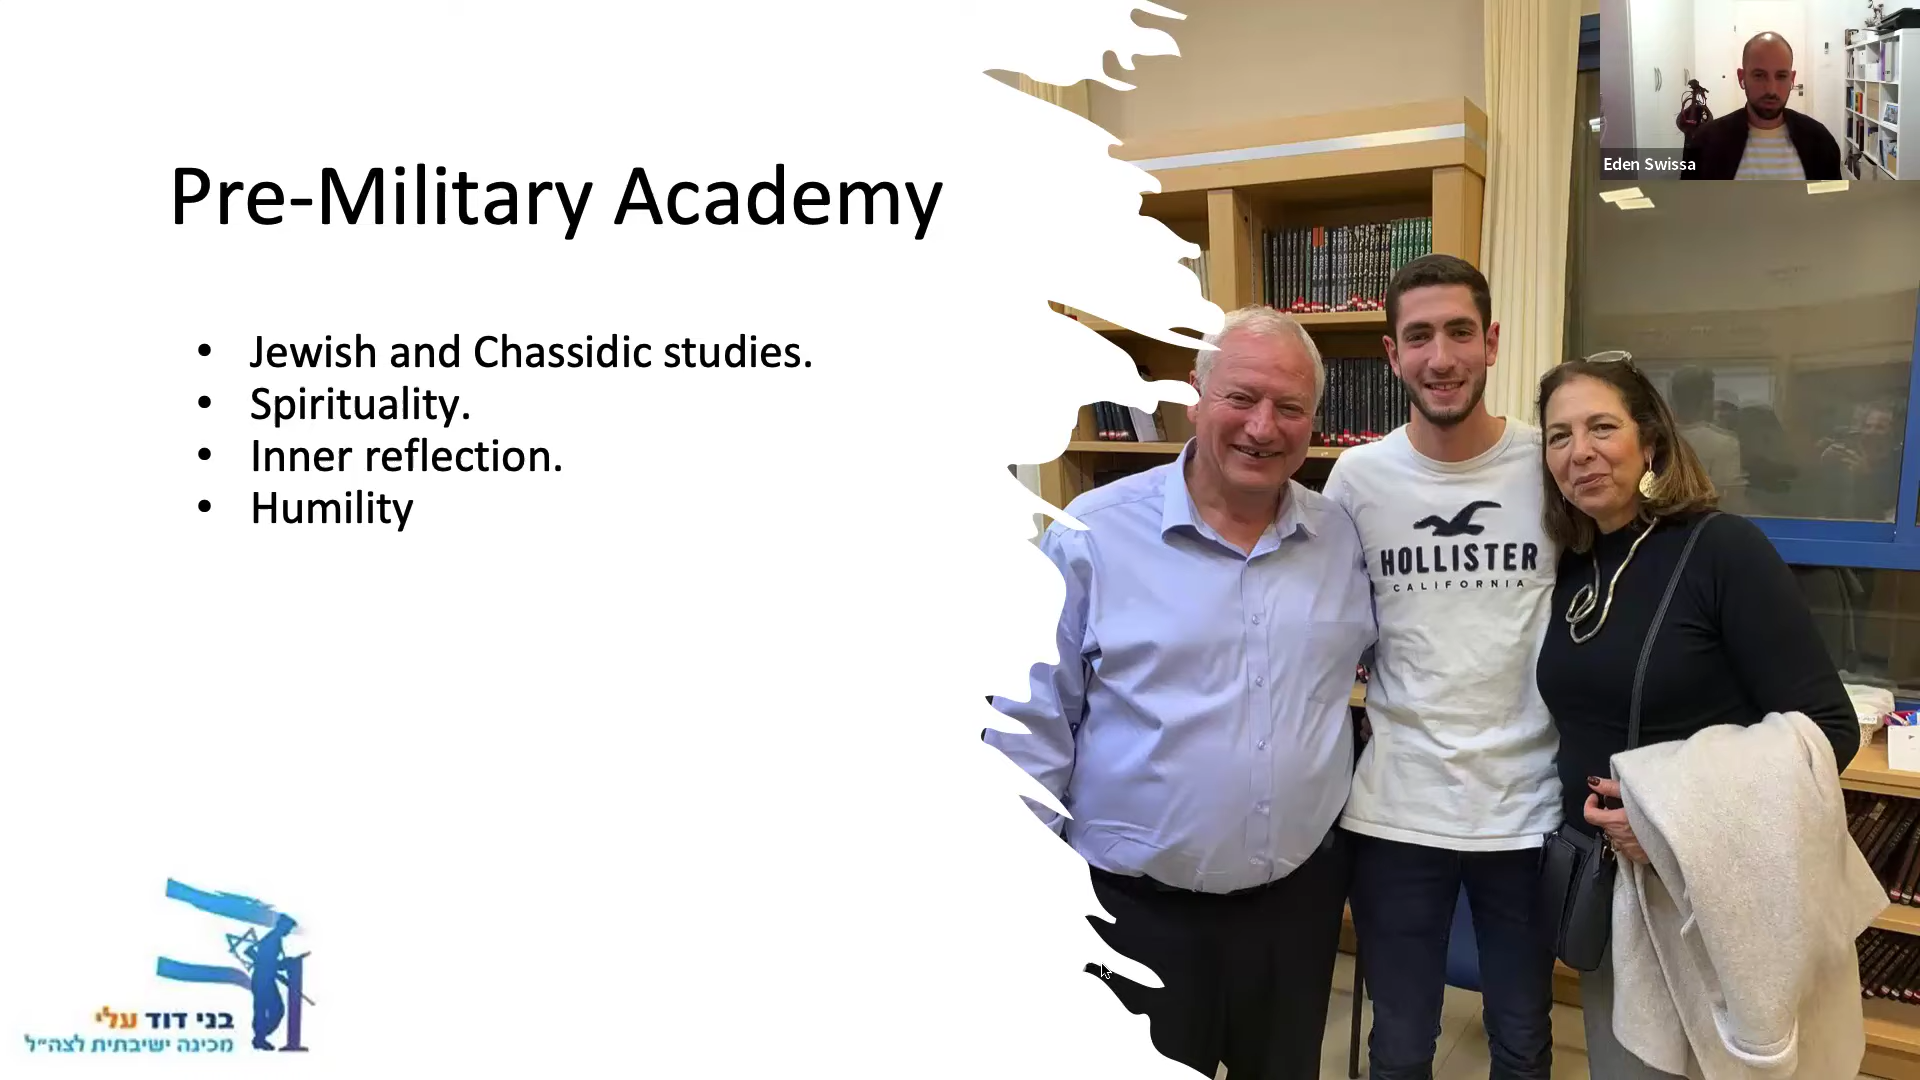 Pre-Military Academy
• Jewish and Chassidic studies.
• Spirituality.
• Inner reflection.
• Humility
בני דוד עלי
מכינה ישיבתית לצה״ל
HOLLISTER
CALIFORNIA
Eden Swissa